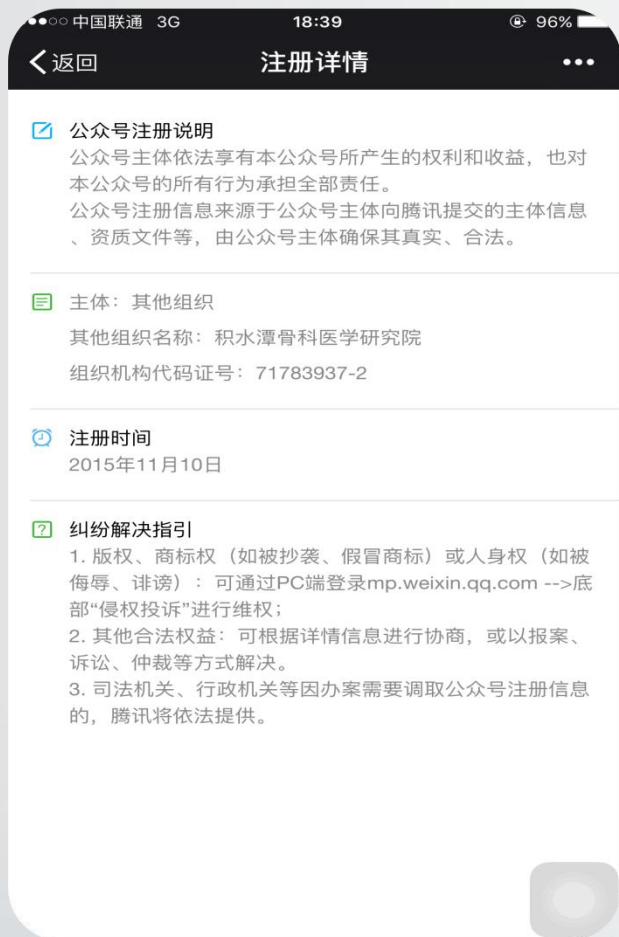 中国联通 3G 18:39 96%
返回 注册详情
公众号注册说明
公众号主体依法享有本公众号所产生的权利和收益，也对
本公众号的所有行为承担全部责任。
公众号注册信息来源于公众号主体向腾讯提交的主体信息
、资质文件等，由公众号主体确保其真实、合法。
主体：其他组织
其他组织名称：积水潭骨科医学研究院
组织机构代码证号：71783937-2
注册时间
2015年11月10日
纠纷解决指引
1. 版权、商标权（如被抄袭、假冒商标）或人身权（如被
侮辱、诽谤）：可通过PC端登录mp.weixin.qq.com -->底
部“侵权投诉”进行维权；
2. 其他合法权益：可根据详情信息进行协商，或以报案、
诉讼、仲裁等方式解决。
3. 司法机关、行政机关等因办案需要调取公众号注册信息
的，腾讯将依法提供。